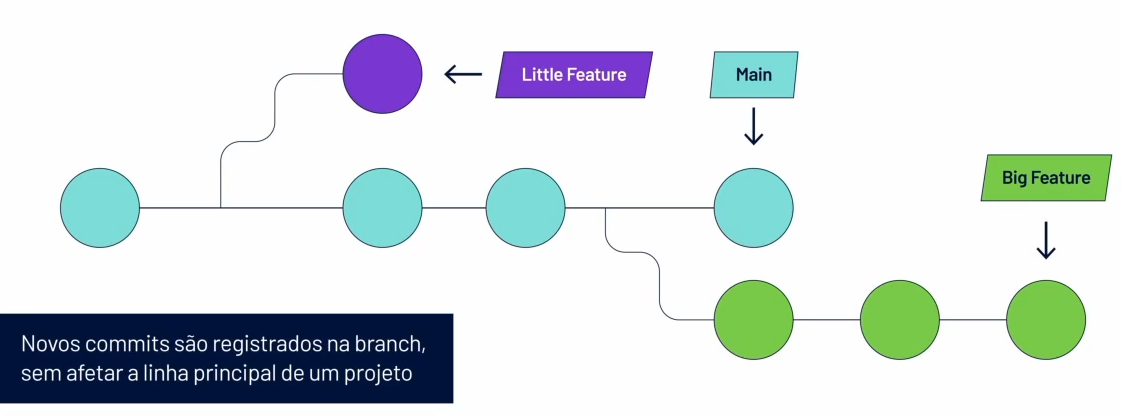 Little Feature
Main
Big Feature
Novos commits são registrados na branch,
sem afetar a linha principal de um projeto